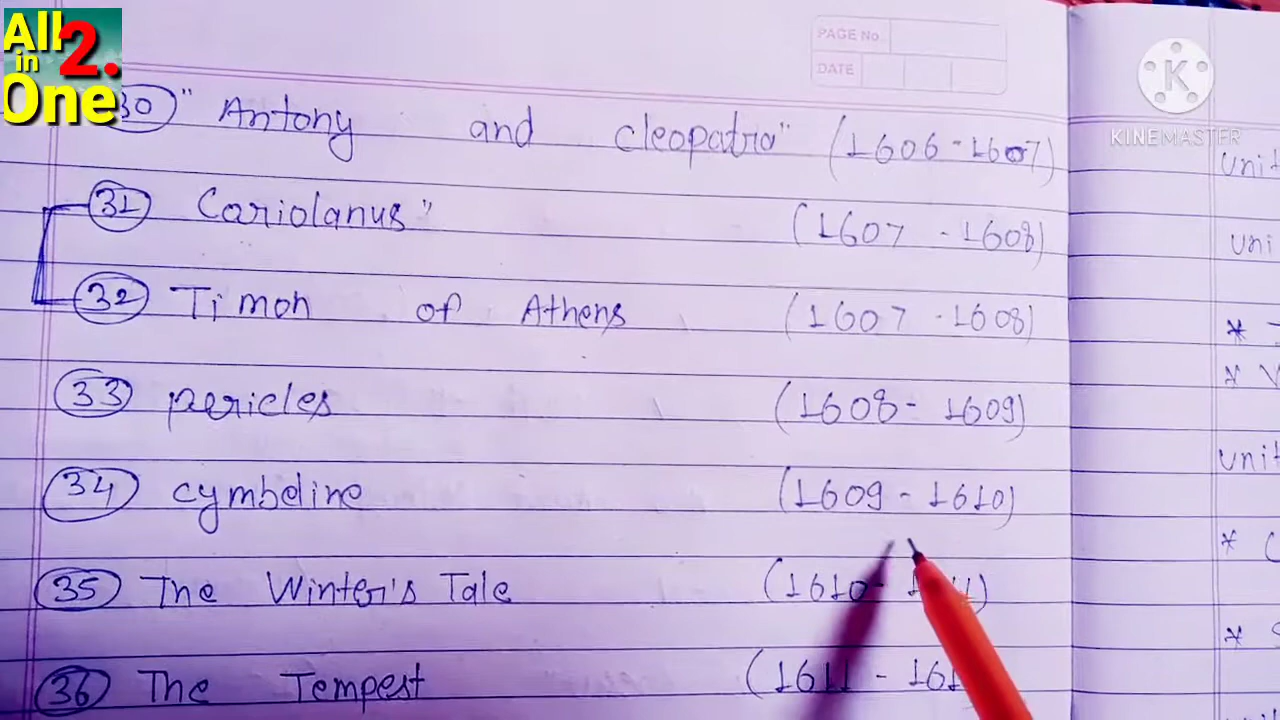 All in 2. One
PAGE No.
DATE
KINEMASTER
30 " Antony and cleopatra" (1606 - 1607)
31 Coriolanus" (1607 - 1608)
32 Timon of Athens (1607 - 1608)
33 pericles (1608 - 1609)
34 cymbeline (1609 - 1610)
35 The Winter's Tale (1610 -
36 The Tempest (1611 -
unit
uni
unit